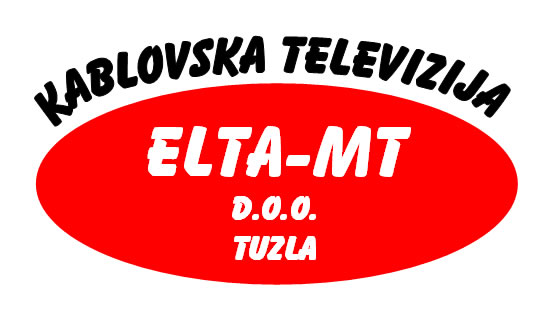 KABLOVSKA TELEVIZIJA
ELTA-MT
D.O.O.
TUZLA